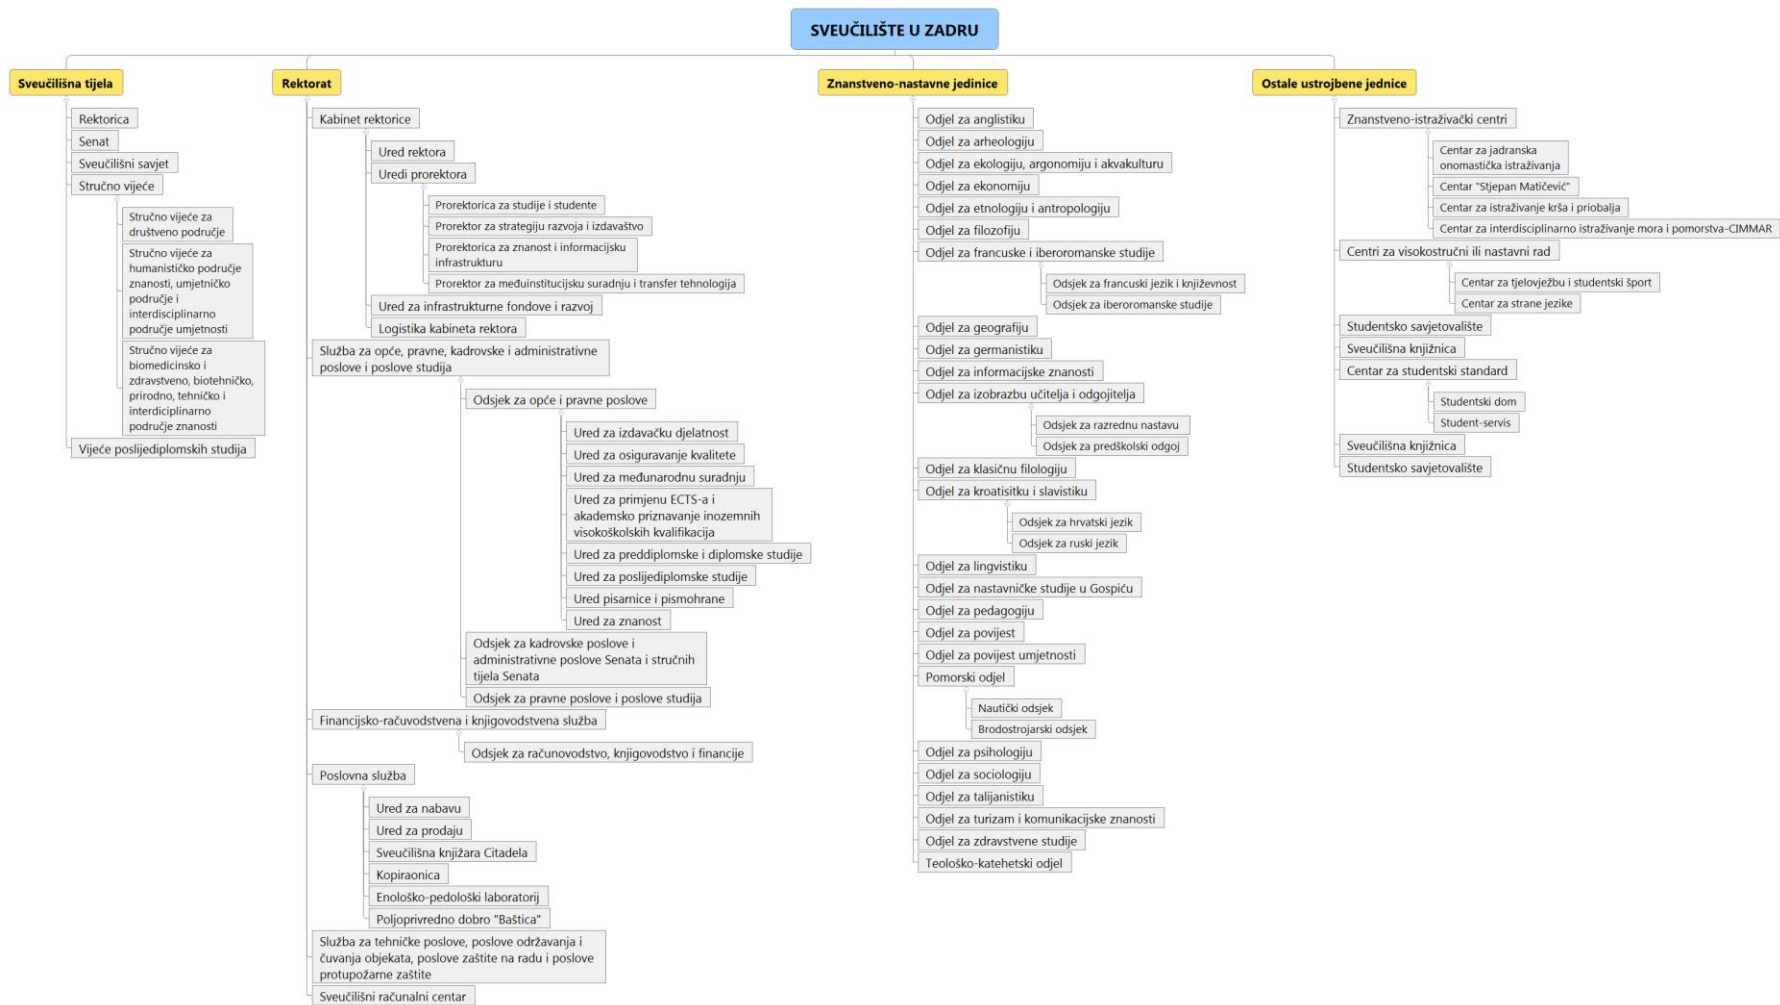 SVEUČILIŠTE U ZADRU
Sveučilišna tijela
Rektorica
Senat
Sveučilišni savjet
Stručno vijeće
Stručno vijeće za
društveno područje
Stručno vijeće za
humanističko područje
znanosti, umjetničko
područje i
interdisciplinarno
područje umjetnosti
Stručno vijeće za
biomedicinsko i
zdravstveno, biotehničko,
prirodno, tehničko i
interdiciplinarno
područje znanosti
Vijeće poslijediplomskih studija
Rektorat
Kabinet rektorice
Ured rektora
Uredi prorektora
Prorektorica za studije i studente
Prorektor za strategiju razvoja i izdavaštvo
Prorektorica za znanost i informacijsku
infrastrukturu
Prorektor za međuinstitucijsku suradnju i transfer tehnologija
Ured za infrastrukturne fondove i razvoj
Logistika kabineta rektora
Služba za opće, pravne, kadrovske i administrativne
poslove i poslove studija
Odsjek za opće i pravne poslove
Ured za izdavačku djelatnost
Ured za osiguravanje kvalitete
Ured za međunarodnu suradnju
Ured za primjenu ECTS-a i
akademsko priznavanje inozemnih
visokoškolskih kvalifikacija
Ured za preddiplomske i diplomske studije
Ured za poslijediplomske studije
Ured pisarnice i pismohrane
Ured za znanost
Odsjek za kadrovske poslove i
administrativne poslove Senata i stručnih
tijela Senata
Odsjek za pravne poslove i poslove studija
Financijsko-računovodstvena i knjigovodstvena služba
Odsjek za računovodstvo, knjigovodstvo i financije
Poslovna služba
Ured za nabavu
Ured za prodaju
Sveučilišna knjižara Citadela
Kopiraonica
Enološko-pedološki laboratorij
Poljoprivredno dobro "Baštica"
Služba za tehničke poslove, poslove održavanja i
čuvanja objekata, poslove zaštite na radu i poslove
protupožarne zaštite
Sveučilišni računalni centar
Znanstveno-nastavne jedinice
Odjel za anglistiku
Odjel za arheologiju
Odjel za ekologiju, argonomiju i akvakulturu
Odjel za ekonomiju
Odjel za etnologiju i antropologiju
Odjel za filozofiju
Odjel za francuske i iberoromanske studije
Odsjek za francuski jezik i književnost
Odsjek za iberoromanske studije
Odjel za geografiju
Odjel za germanistiku
Odjel za informacijske znanosti
Odjel za izobrazbu učitelja i odgojitelja
Odsjek za razrednu nastavu
Odsjek za predškolski odgoj
Odjel za klasičnu filologiju
Odjel za kroatisitku i slavistiku
Odsjek za hrvatski jezik
Odsjek za ruski jezik
Odjel za lingvistiku
Odjel za nastavničke studije u Gospiću
Odjel za pedagogiju
Odjel za povijest
Odjel za povijest umjetnosti
Pomorski odjel
Nautički odsjek
Brodostrojarski odsjek
Odjel za psihologiju
Odjel za sociologiju
Odjel za talijanistiku
Odjel za turizam i komunikacijske znanosti
Odjel za zdravstvene studije
Teološko-katehetski odjel
Ostale ustrojbene jednice
Znanstveno-istraživački centri
Centar za jadranska
onomastička istraživanja
Centar "Stjepan Matičević"
Centar za istraživanje krša i priobalja
Centar za interdisciplinarno istraživanje mora i pomorstva-CIMMAR
Centri za visokostručni ili nastavni rad
Centar za tjelovježbu i studentski šport
Centar za strane jezike
Studentsko savjetovalište
Sveučilišna knjižnica
Centar za studentski standard
Studentski dom
Student-servis
Sveučilišna knjižnica
Studentsko savjetovalište